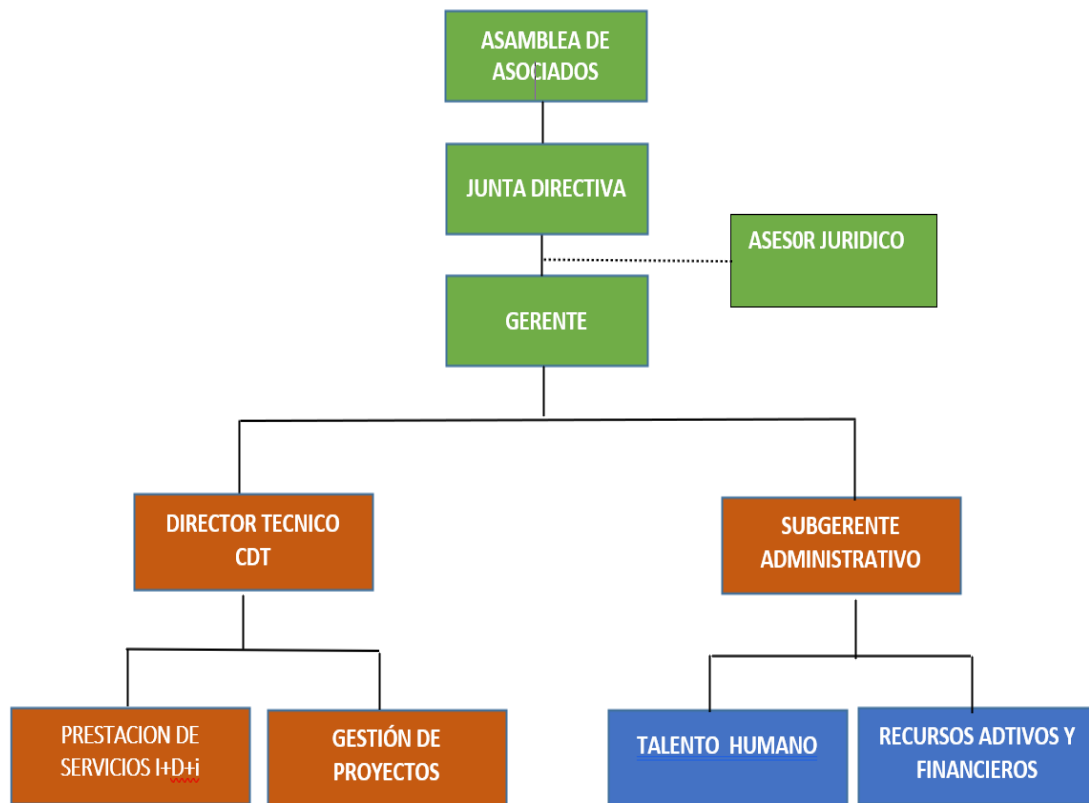 ASAMBLEA DE
ASOCIADOS
JUNTA DIRECTIVA
ASES0R JURIDICO
GERENTE
DIRECTOR TECNICO
CDT
SUBGERENTE
ADMINISTRATIVO
PRESTACION DE
SERVICIOS I+D+i
GESTIÓN DE
PROYECTOS
TALENTO HUMANO
RECURSOS ADTIVOS Y
FINANCIEROS